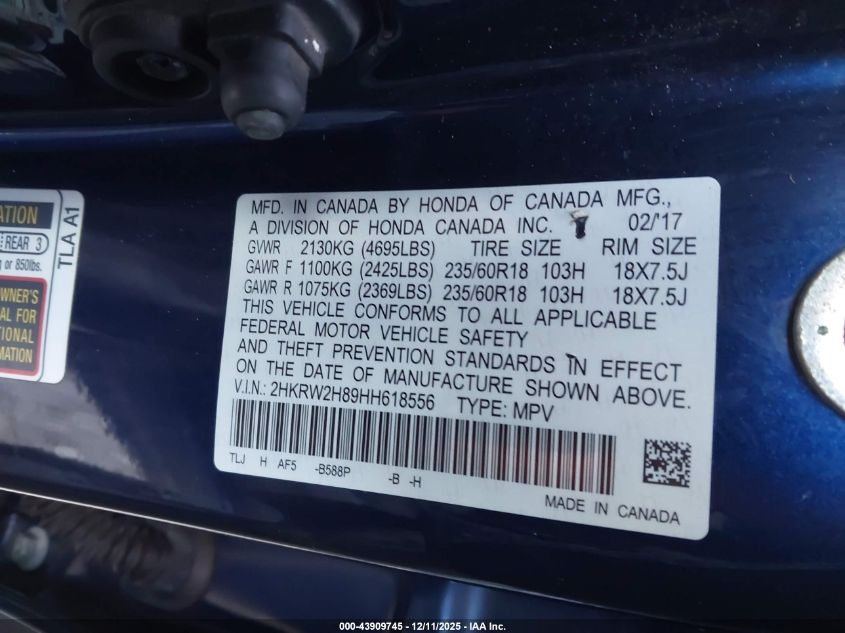 ATION
REAR 3
or 850lbs.
OWNER'S
AL FOR
TIONAL
RMATION
TLA A1
MFD. IN CANADA BY HONDA OF CANADA MFG.,
A DIVISION OF HONDA CANADA INC. 02/'17
GVWR 2130KG (4695LBS) TIRE SIZE RIM SIZE
GAWR F 1100KG (2425LBS) 235/60R18 103H 18X7.5J
GAWR R 1075KG (2369LBS) 235/60R18 103H 18X7.5J
THIS VEHICLE CONFORMS TO ALL APPLICABLE
FEDERAL MOTOR VEHICLE SAFETY
AND THEFT PREVENTION STANDARDS IN EFFECT
ON THE DATE OF MANUFACTURE SHOWN ABOVE.
V.I.N.: 2HKRW2H89HH618556 TYPE: MPV
TLJ H AF5 -B588P -B -H
MADE IN CANADA
000-43909745 - 12/11/2025 - IAA Inc.